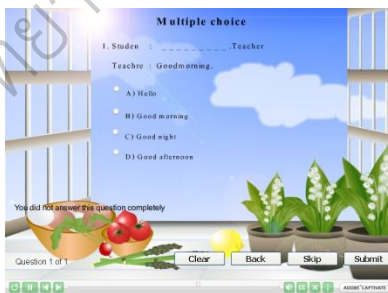 Multiple choice
1. Studen : _ _ _ _ _ _ _ _ _ .Teacher
Teachre : Goodmorning.
A) Hello
B) Good morning
C) Good night
D) Good afternoon
You did not answer this question completely
Question 1 of 1
Clear Back Skip Submit
ADOBE CAPTIVATE